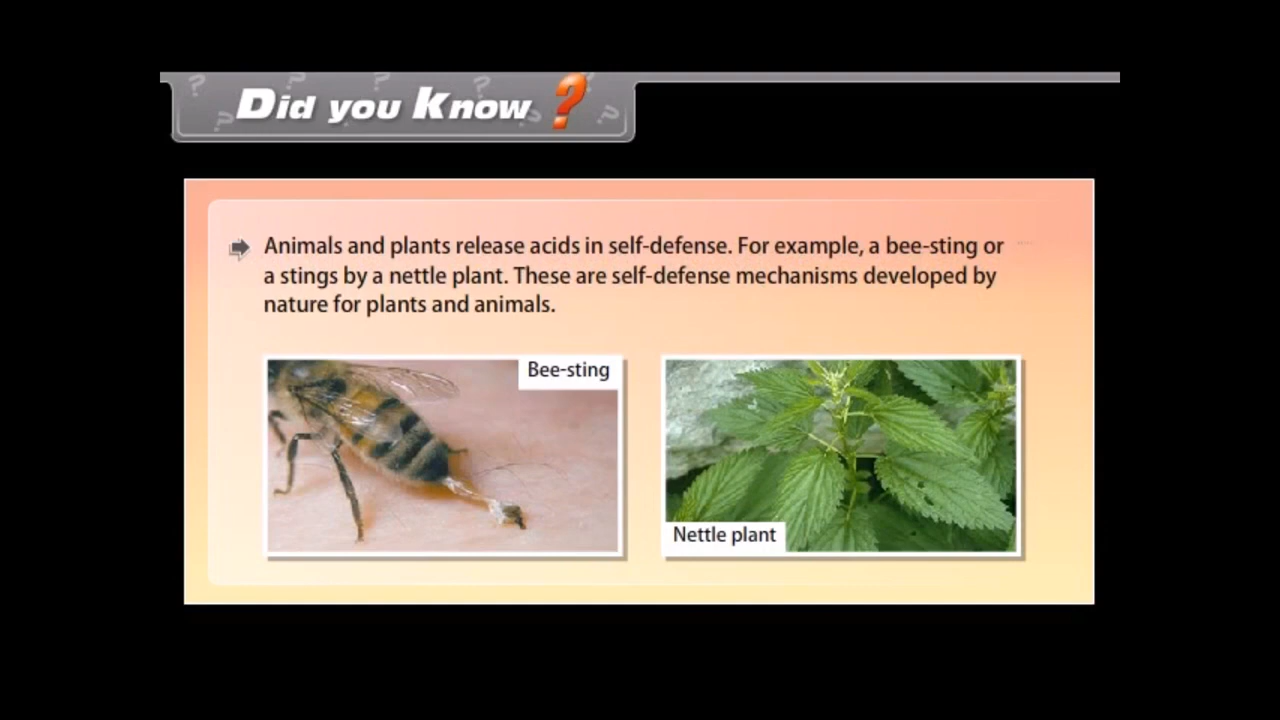 Did you Know ?
Animals and plants release acids in self-defense. For example, a bee-sting or
a stings by a nettle plant. These are self-defense mechanisms developed by
nature for plants and animals.
Bee-sting
Nettle plant